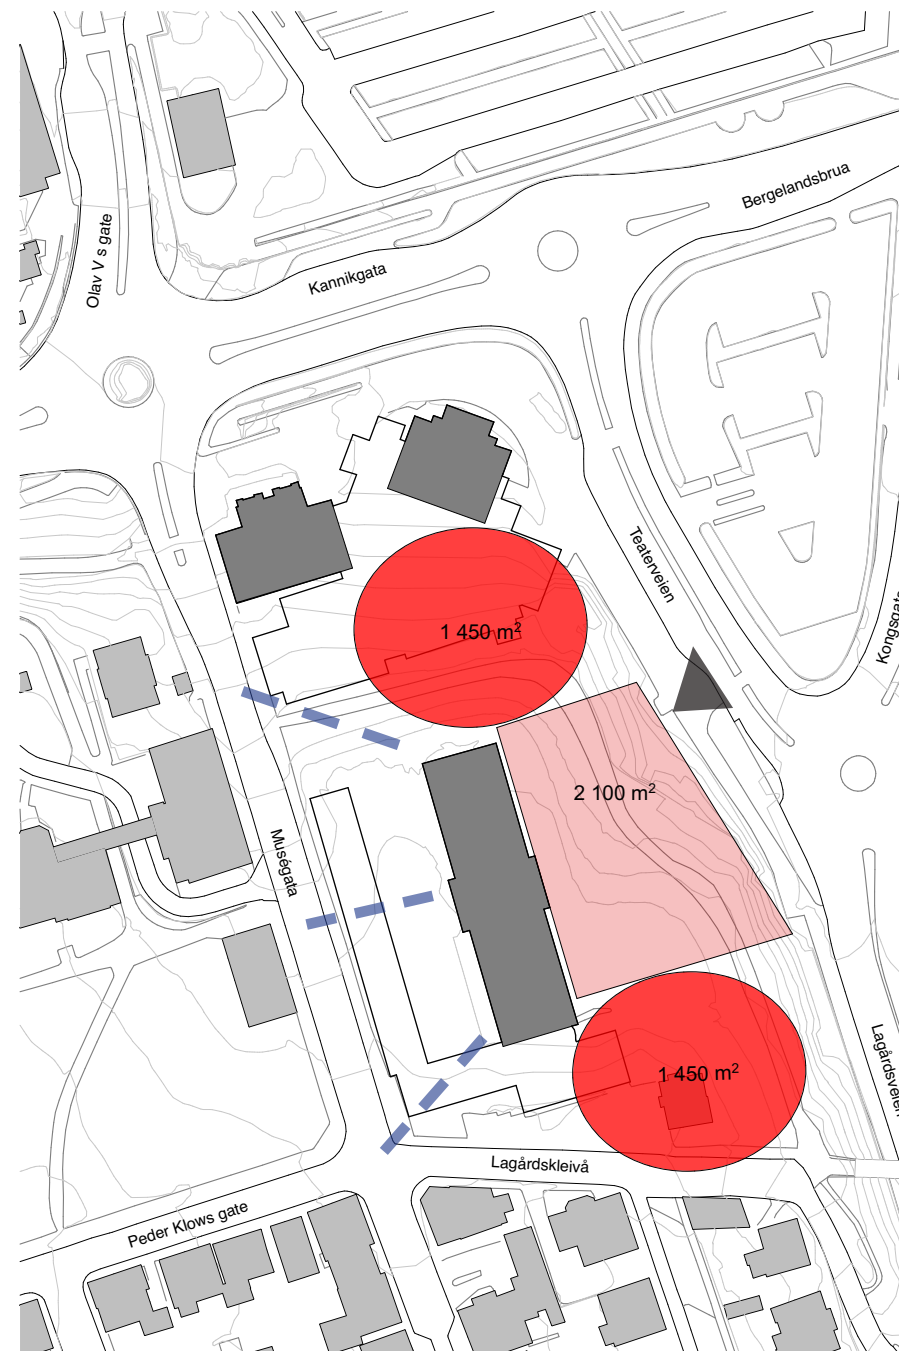 Bergelandsbrua
Olav V s gate
Kannikgata
Teaterveien
Kongsgata
1 450 m²
2 100 m²
Muségata
1 450 m²
Lagårdsveien
Lagårdskleivå
Peder Klows gate